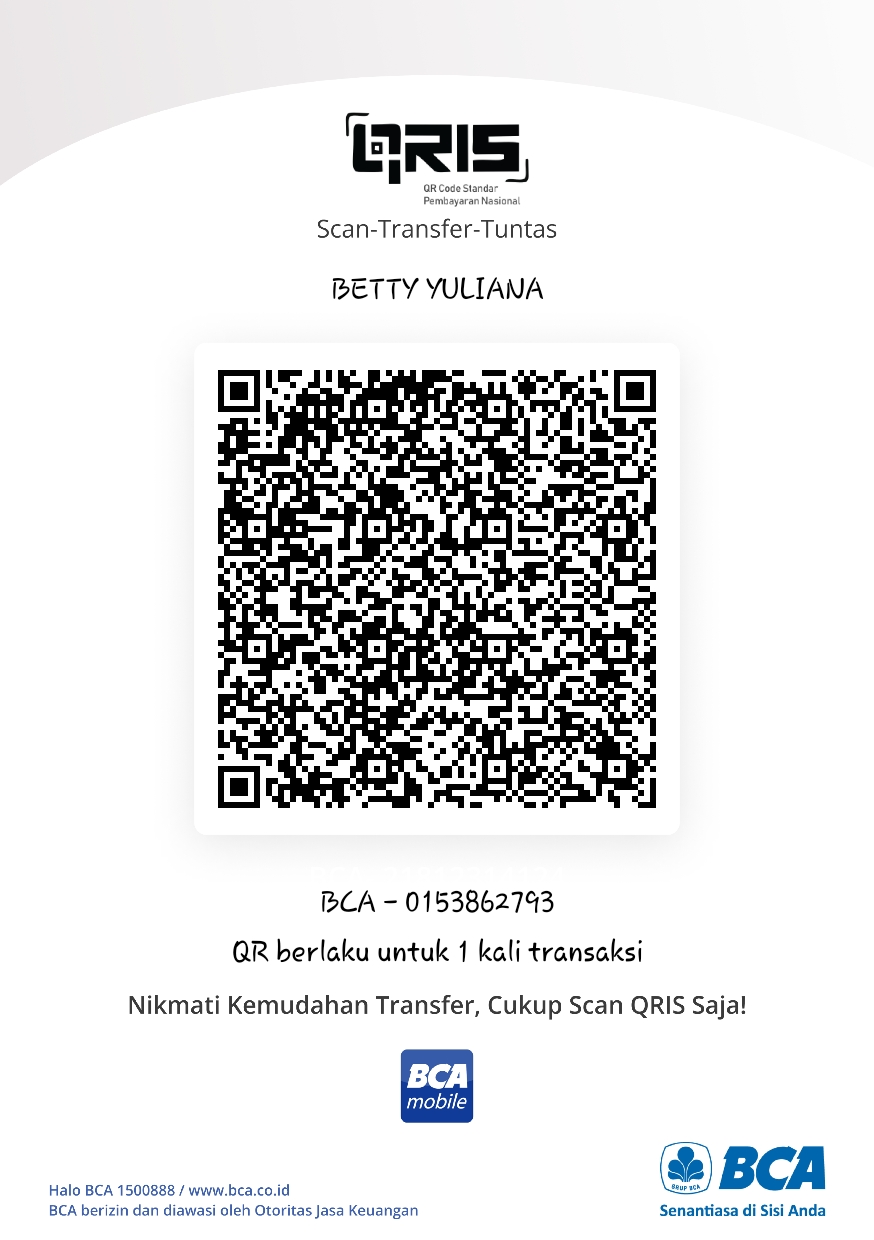 QRIS
QR Code Standar
Pembayaran Nasional
Scan-Transfer-Tuntas
BETTY YULIANA
BCA - 0153862793
QR berlaku untuk 1 kali transaksi
Nikmati Kemudahan Transfer, Cukup Scan QRIS Saja!
BCA
mobile
GRUP BCA
BCA
Senantiasa di Sisi Anda
Halo BCA 1500888 / www.bca.co.id
BCA berizin dan diawasi oleh Otoritas Jasa Keuangan